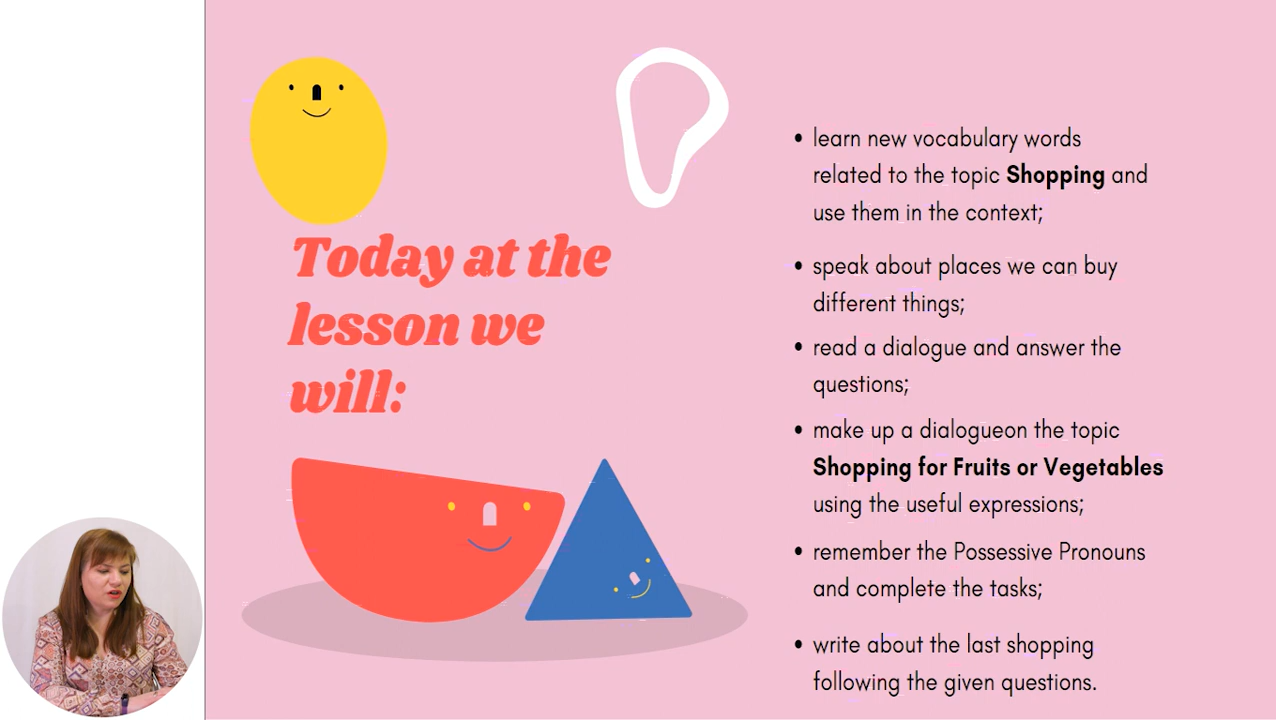 Today at the
lesson we
will:
• learn new vocabulary words
related to the topic Shopping and
use them in the context;
• speak about places we can buy
different things;
• read a dialogue and answer the
questions;
• make up a dialogueon the topic
Shopping for Fruits or Vegetables
using the useful expressions;
• remember the Possessive Pronouns
and complete the tasks;
• write about the last shopping
following the given questions.